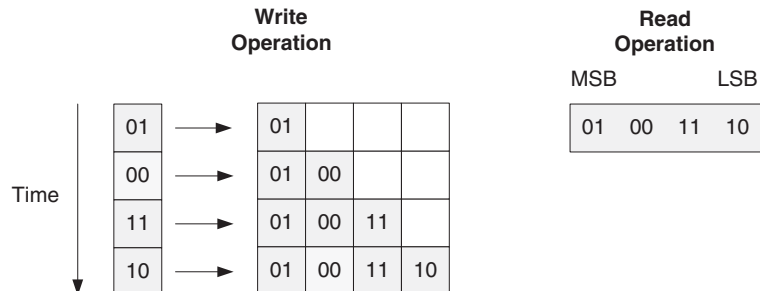 Write
Operation
Read
Operation
MSB LSB
01 01 01 00 11 10
00 01 00
Time
11 01 00 11
10 01 00 11 10